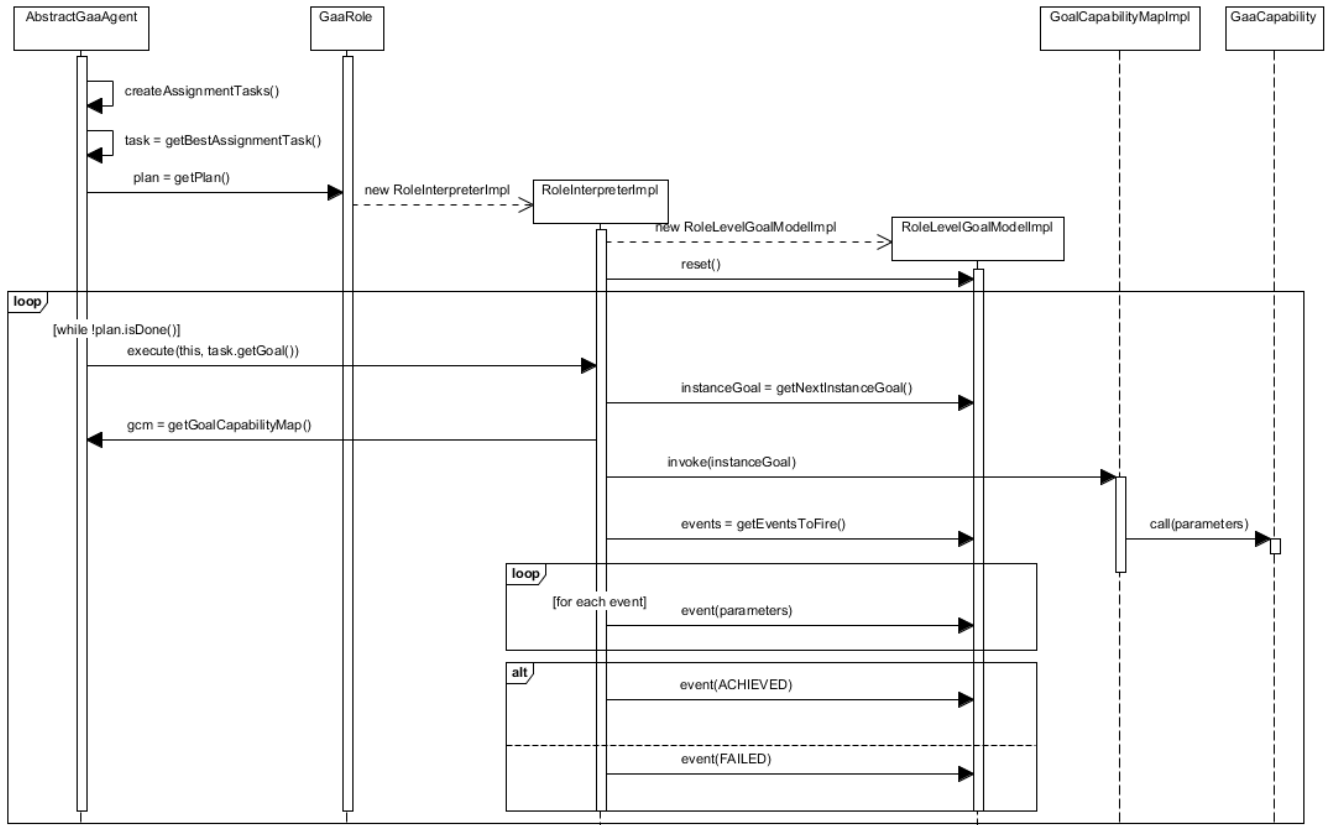 AbstractGaaAgent
GaaRole
GoalCapabilityMapImpl
GaaCapability
createAssignmentTasks()
task = getBestAssignmentTask()
plan = getPlan()
new RoleInterpreterImpl
RoleInterpreterImpl
new RoleLevelGoalModelImpl
RoleLevelGoalModelImpl
reset()
loop
[while !plan.isDone()]
execute(this, task.getGoal())
instanceGoal = getNextInstanceGoal()
gcm = getGoalCapabilityMap()
invoke(instanceGoal)
events = getEventsToFire()
call(parameters)
loop
[for each event]
event(parameters)
alt
event(ACHIEVED)
event(FAILED)